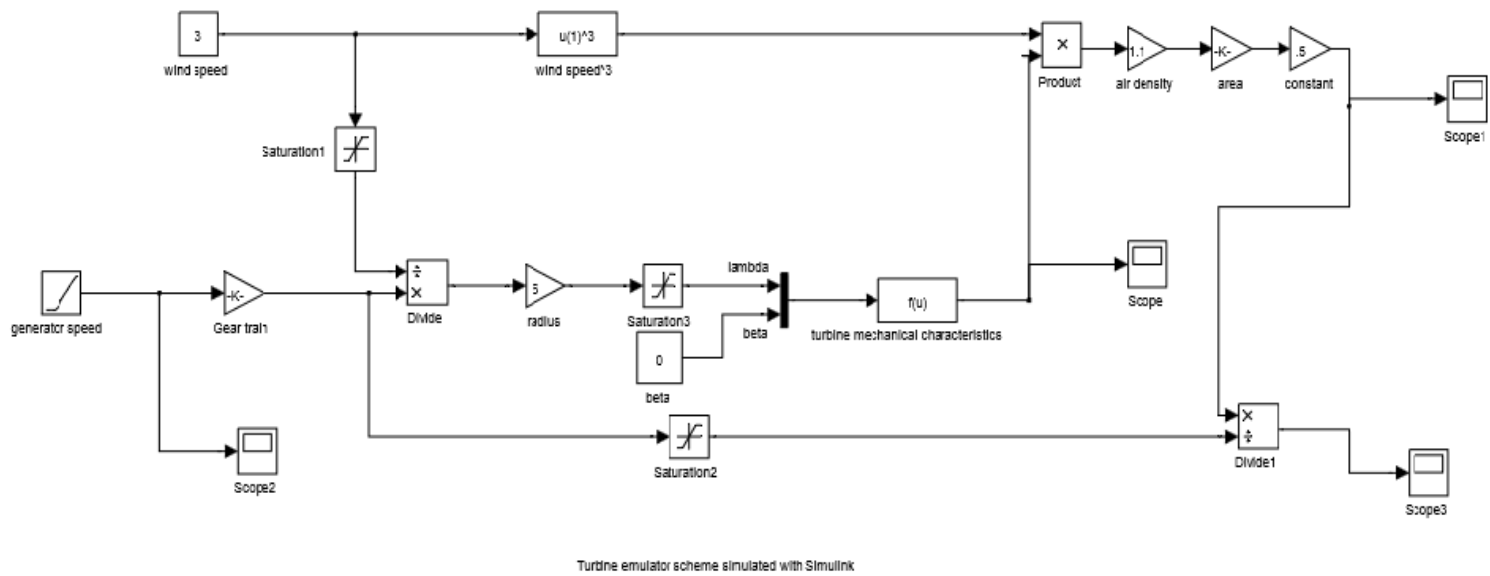 3
wind speed
u(1)^3
wind speed^3
×
Product
1.1
air density
-K-
area
.5
constant
Scope1
Saturation1
generator speed
-K-
Gear train
÷
×
Divide
5
radius
Saturation3
lambda
beta
0
beta
f(u)
turbine mechanical characteristics
Scope
Scope2
Saturation2
×
÷
Divide1
Scope3
Turbine emulator scheme simulated with Simulink